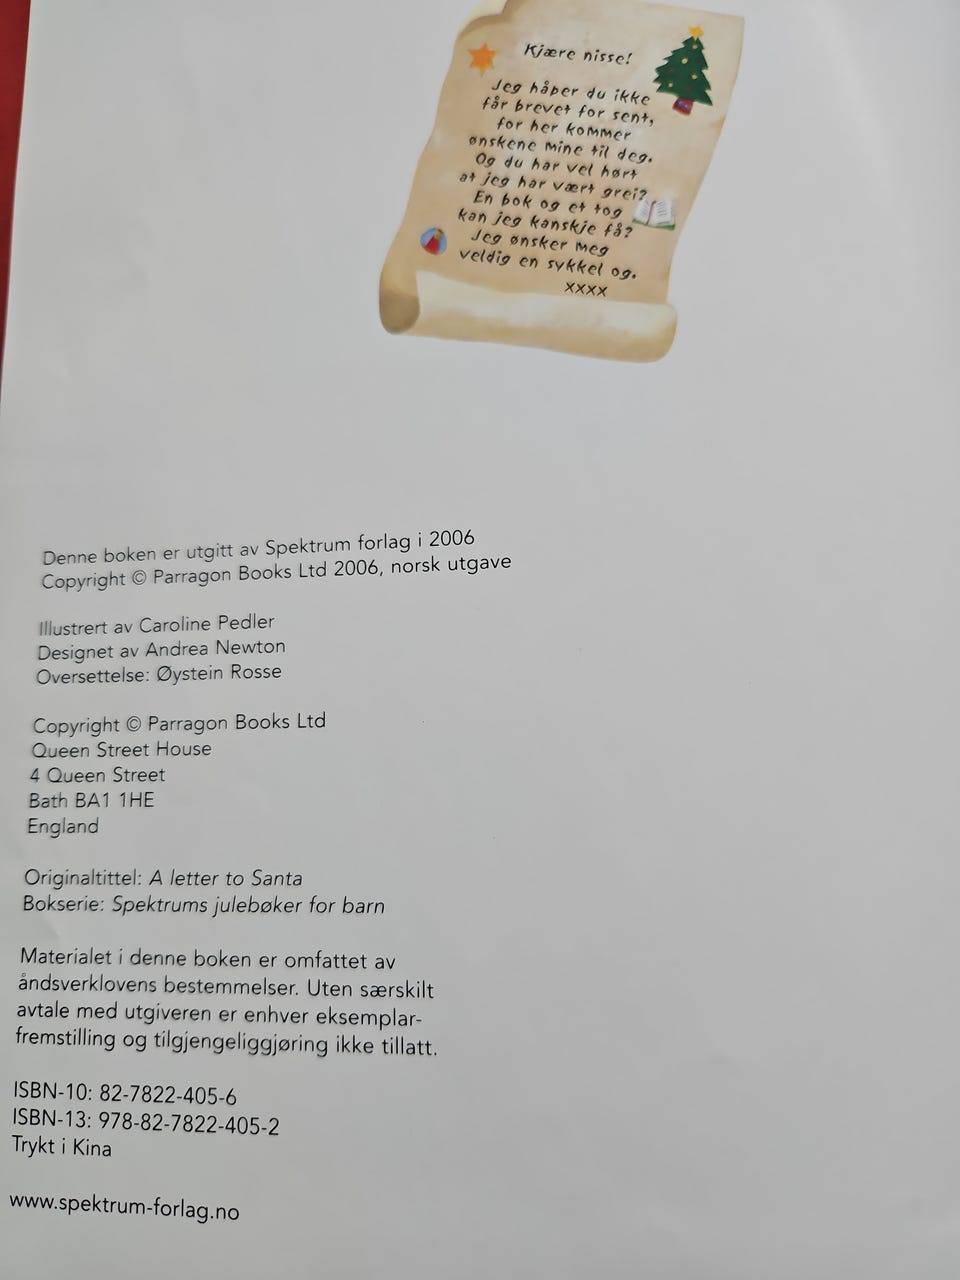 Kjære nisse!
Jeg håper du ikke
får brevet for sent,
for her kommer
ønskene mine til deg.
Og du har vel hørt
at jeg har vært grei?
En bok og et tog
kan jeg kanskje få?
Jeg ønsker meg
veldig en sykkel og.
xxxx
Denne boken er utgitt av Spektrum forlag i 2006
Copyright © Parragon Books Ltd 2006, norsk utgave
Illustrert av Caroline Pedler
Designet av Andrea Newton
Oversettelse: Øystein Rosse
Copyright © Parragon Books Ltd
Queen Street House
4 Queen Street
Bath BA1 1HE
England
Originaltittel: A letter to Santa
Bokserie: Spektrums julebøker for barn
Materialet i denne boken er omfattet av
åndsverklovens bestemmelser. Uten særskilt
avtale med utgiveren er enhver eksemplar-
fremstilling og tilgjengeliggjøring ikke tillatt.
ISBN-10: 82-7822-405-6
ISBN-13: 978-82-7822-405-2
Trykt i Kina
www.spektrum-forlag.no